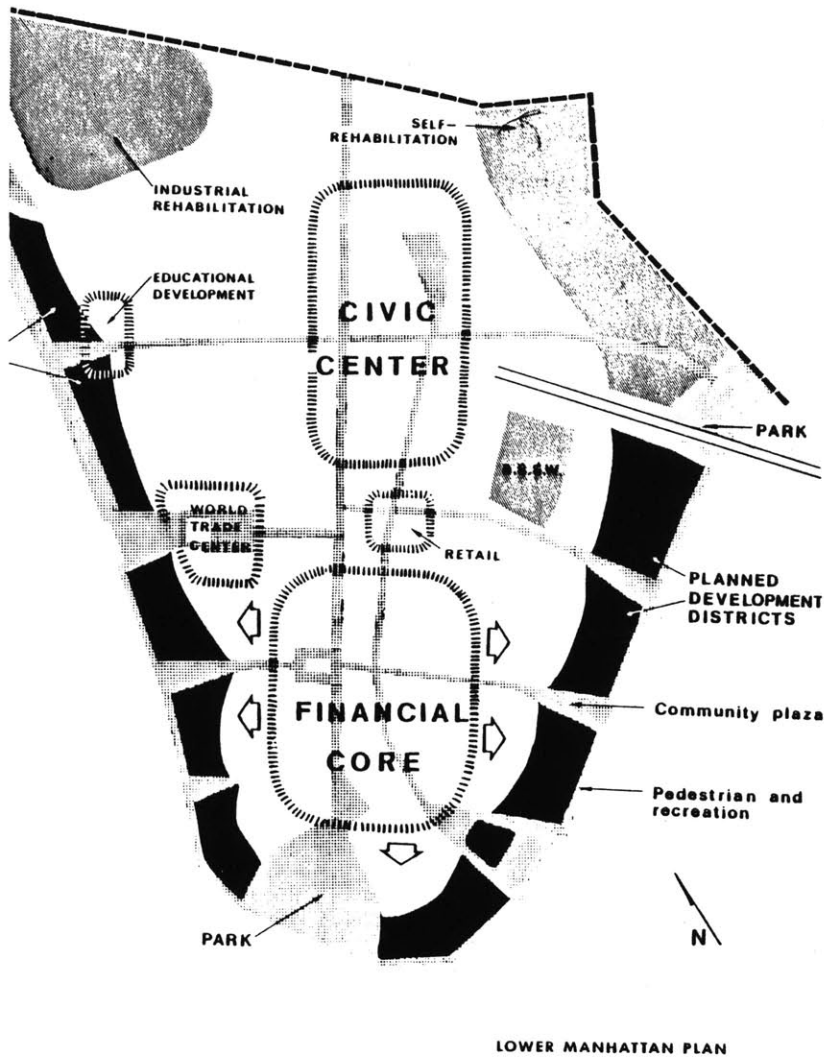 SELF-
REHABILITATION
INDUSTRIAL
REHABILITATION
EDUCATIONAL
DEVELOPMENT
CIVIC
CENTER
PARK
B.B.S.W.
WORLD
TRADE
CENTER
RETAIL
PLANNED
DEVELOPMENT
DISTRICTS
FINANCIAL
CORE
Community plaza
Pedestrian and
recreation
PARK
N
LOWER MANHATTAN PLAN